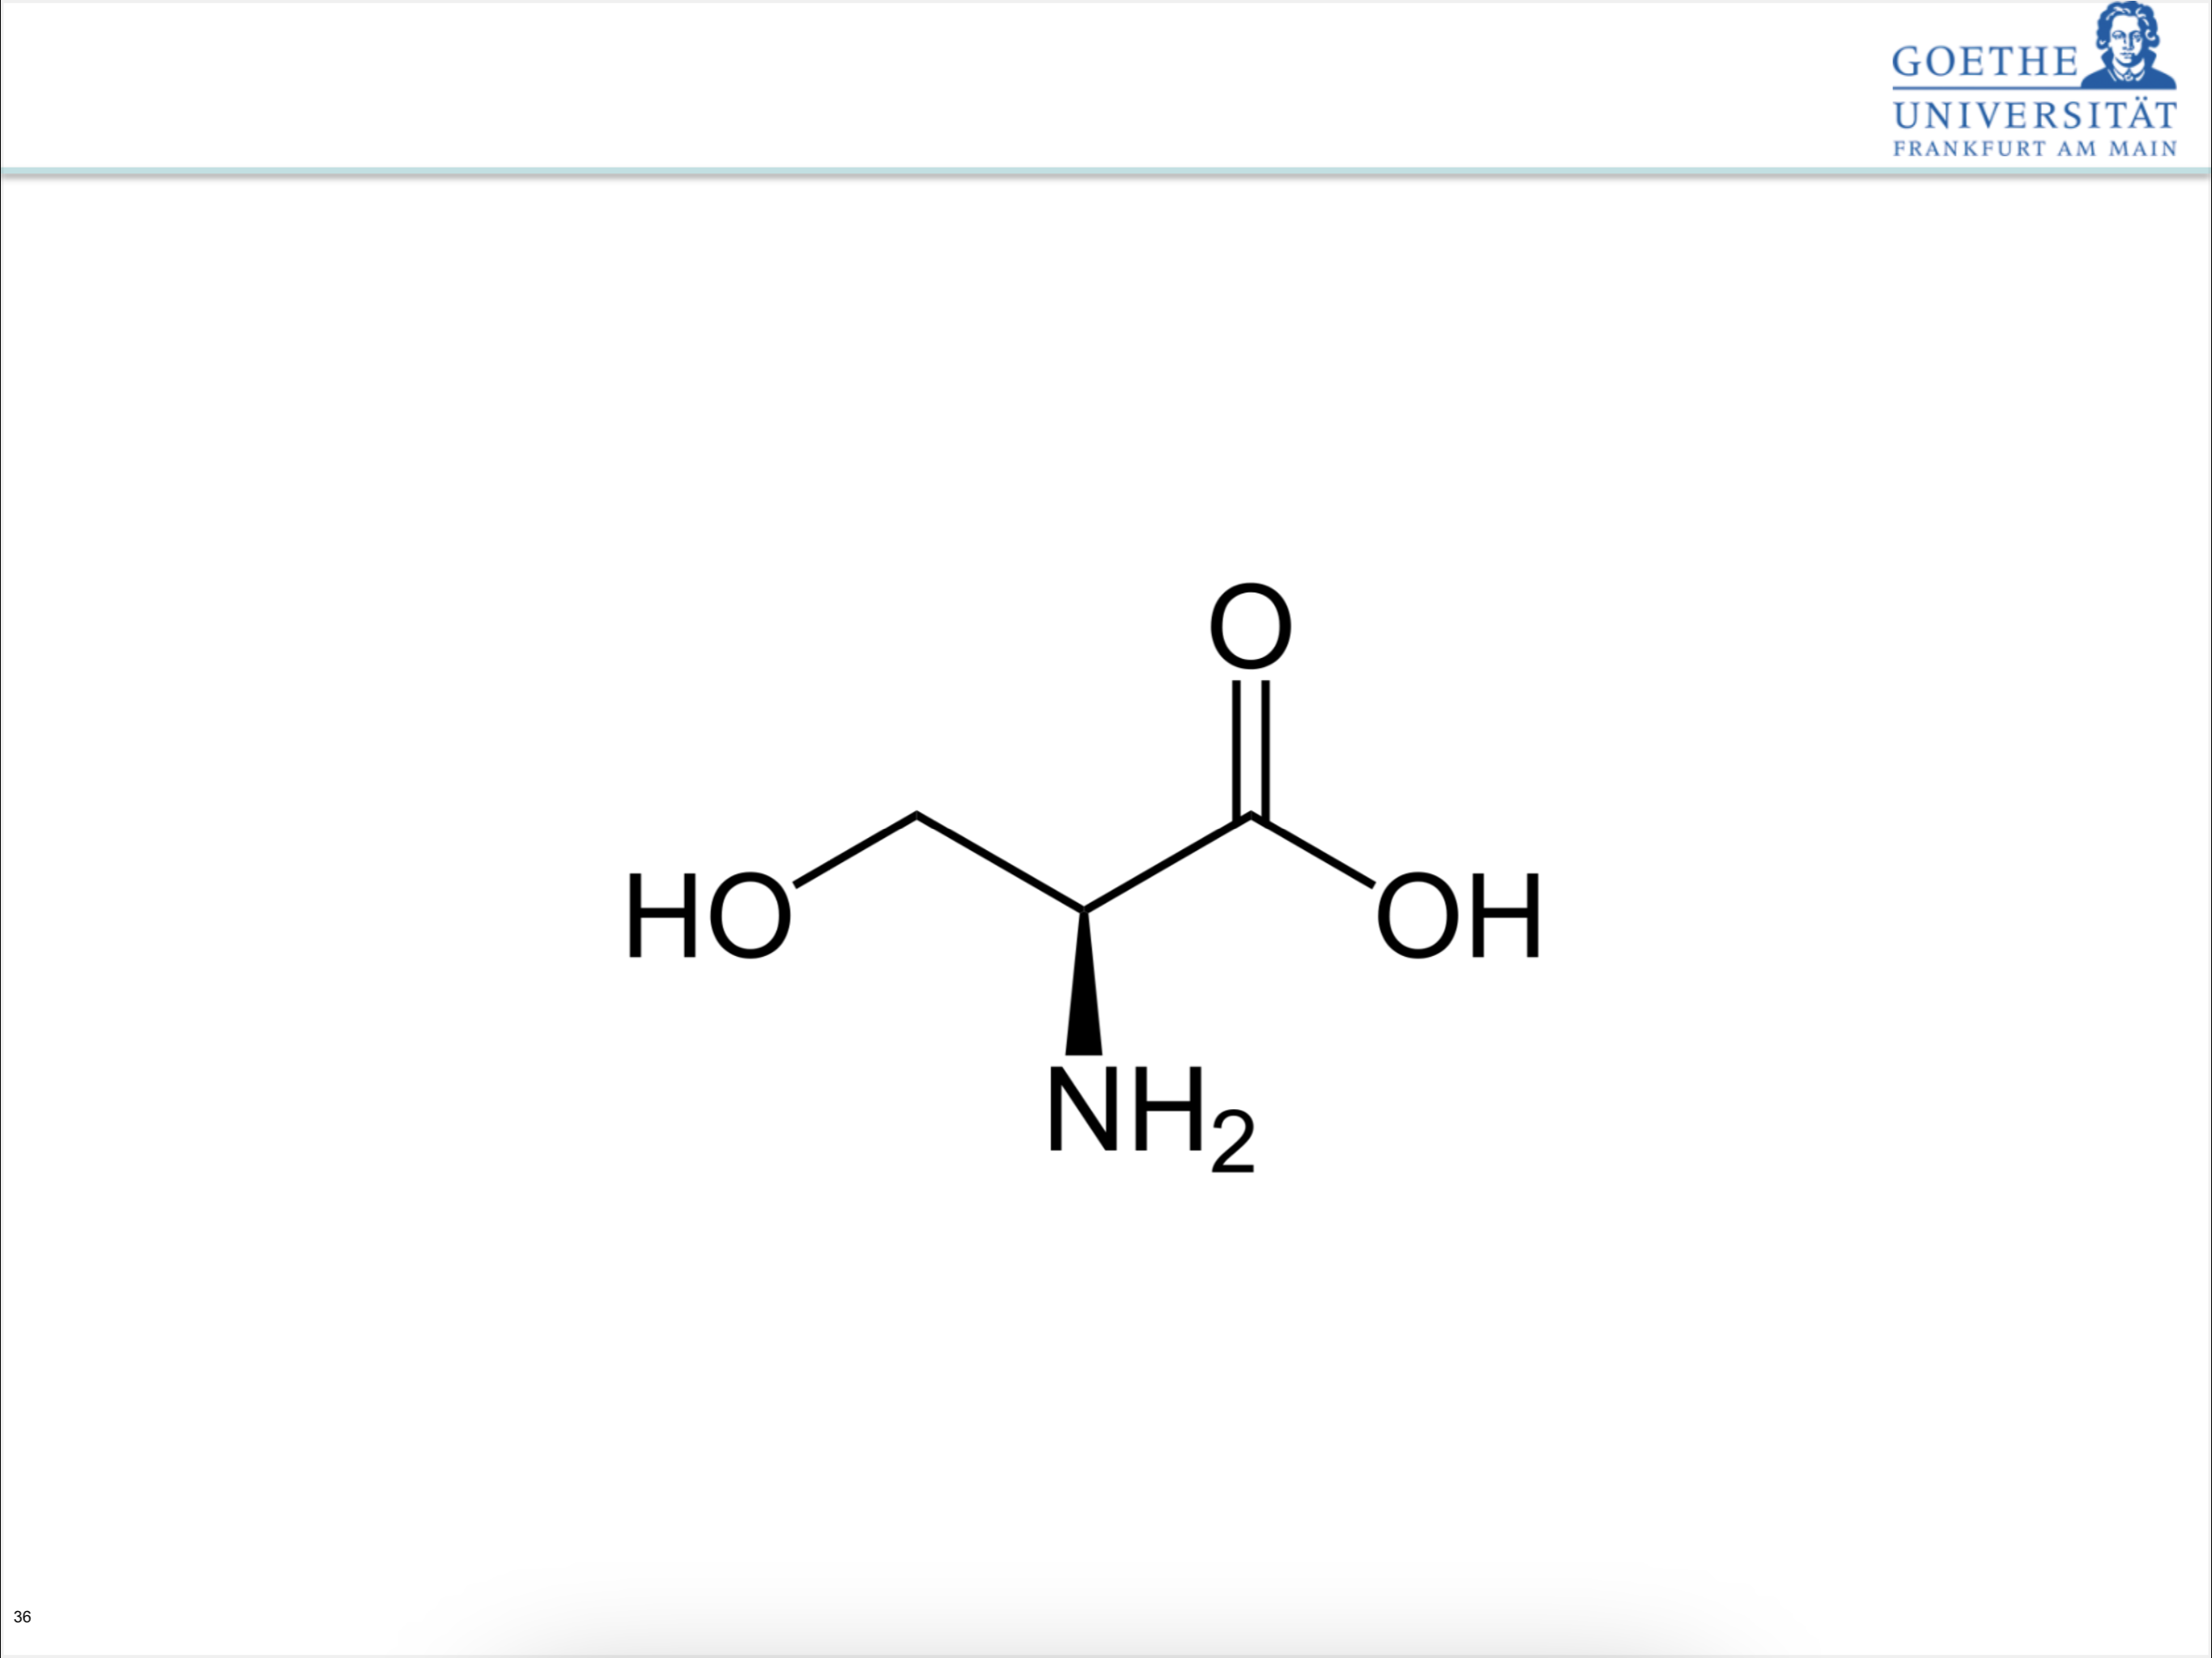 GOETHE
UNIVERSITÄT
FRANKFURT AM MAIN
O
HO
OH
NH2
36